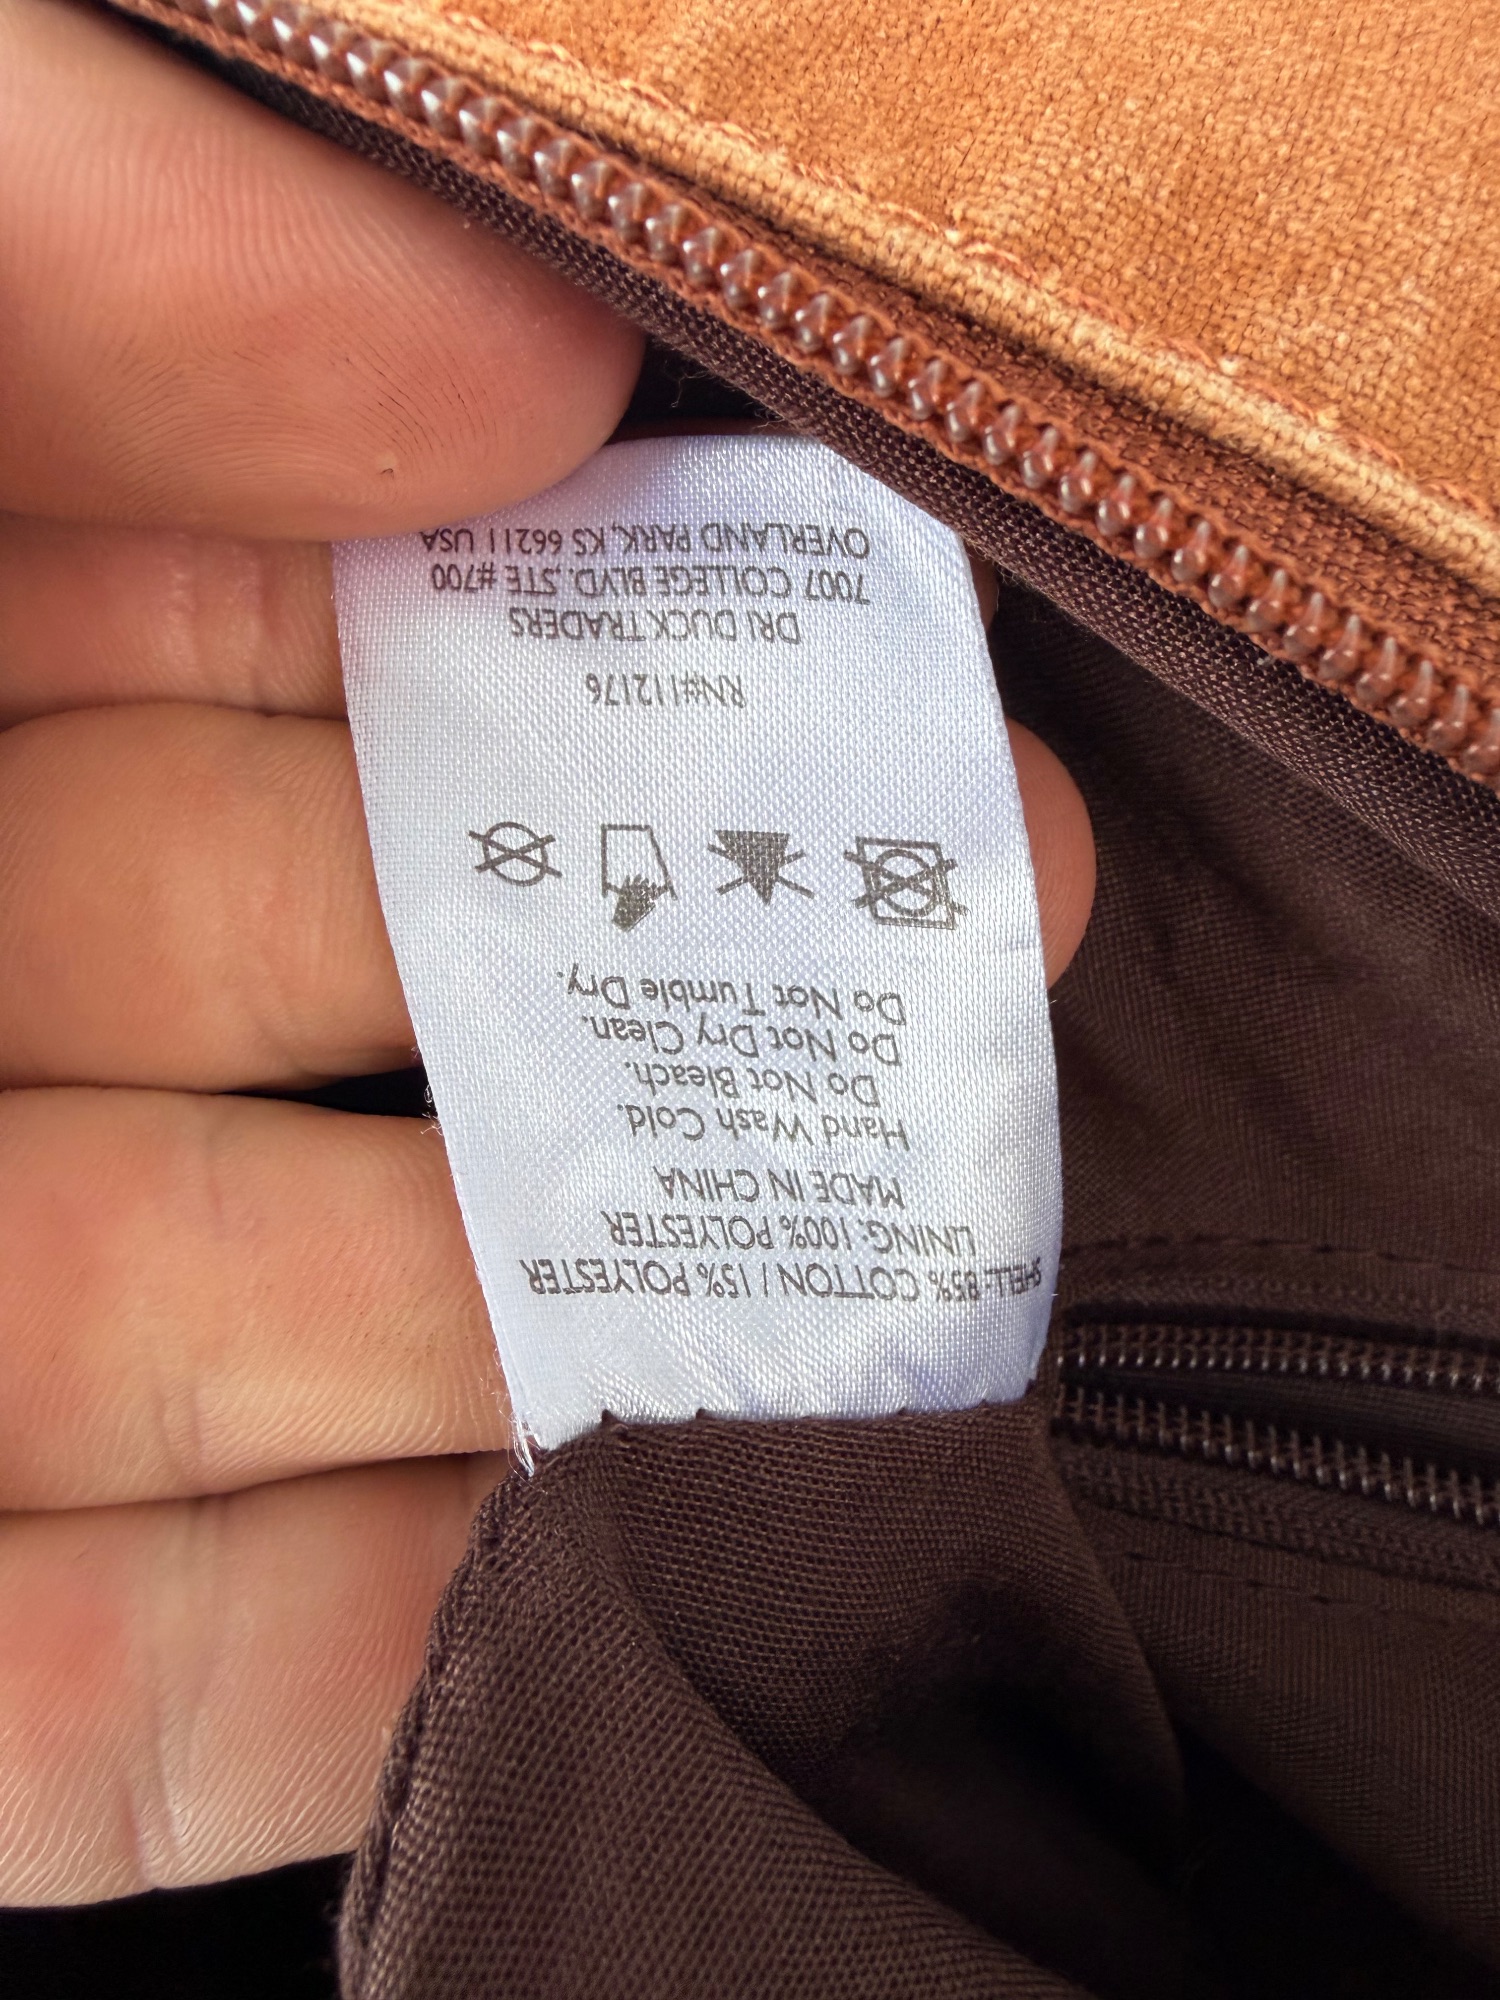 SHELL: 85% COTTON / 15% POLYESTER
LINING: 100% POLYESTER
MADE IN CHINA
Hand Wash Cold.
Do Not Bleach.
Do Not Dry Clean.
Do Not Tumble Dry.
RN#112176
DRI DUCK TRADERS
7007 COLLEGE BLVD., STE #700
OVERLAND PARK, KS 66211 USA